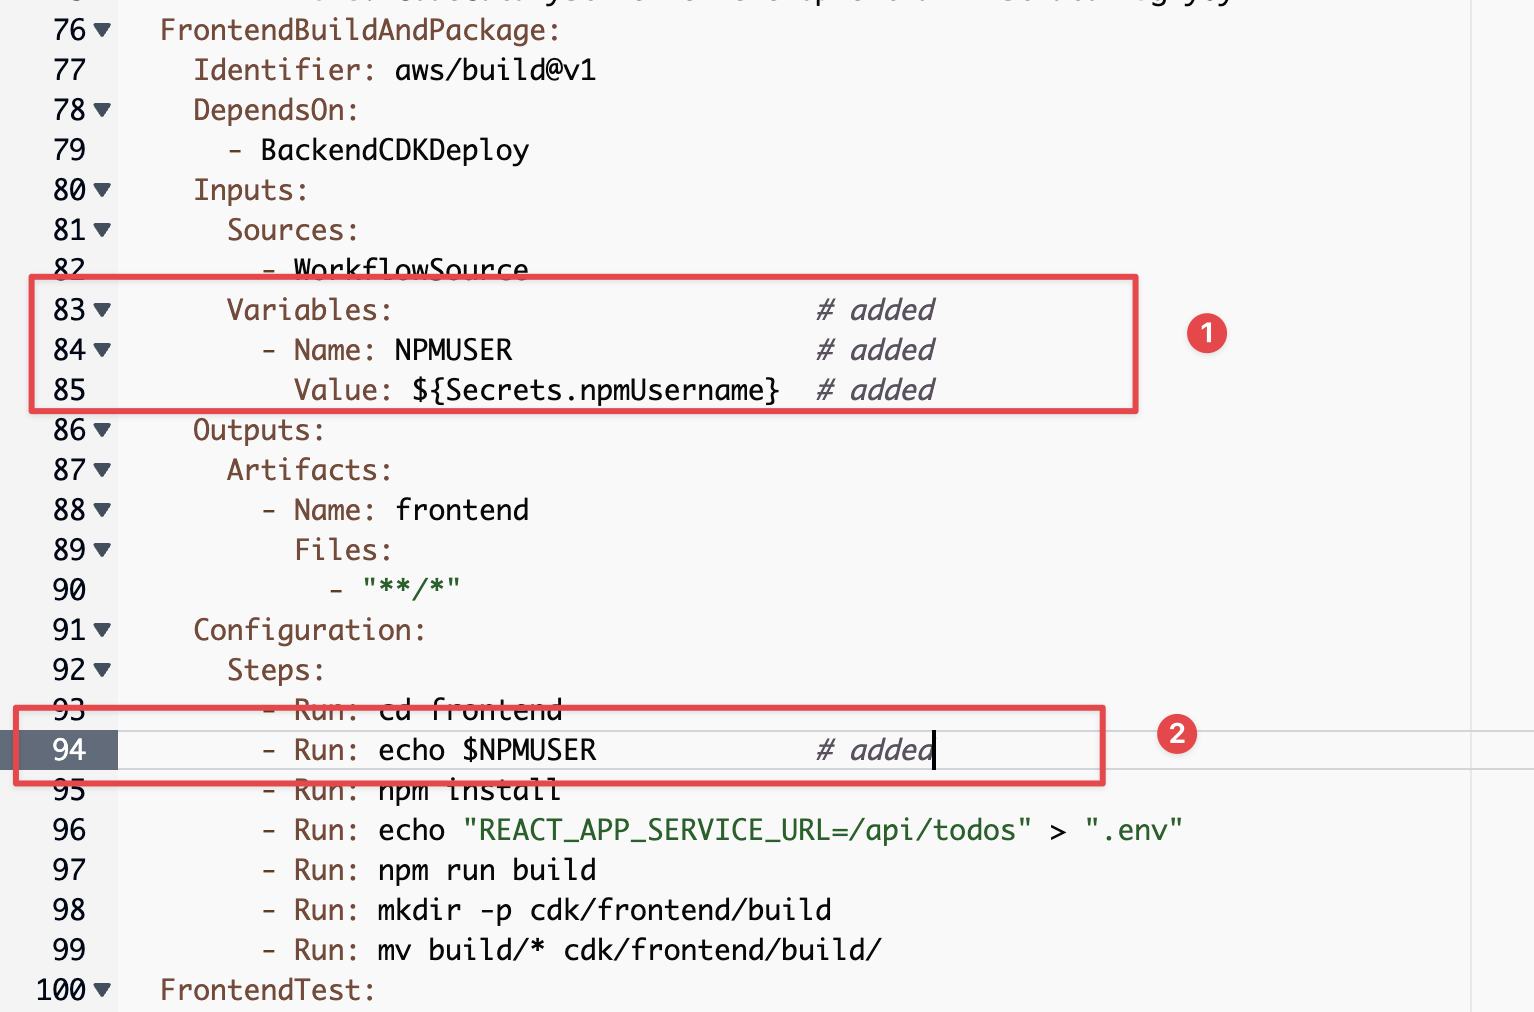 76 FrontendBuildAndPackage:
77 Identifier: aws/build@v1
78 DependsOn:
79 - BackendCDKDeploy
80 Inputs:
81 Sources:
82 - WorkflowSource
83 Variables: # added
84 - Name: NPMUSER # added
85 Value: ${Secrets.npmUsername} # added
1
86 Outputs:
87 Artifacts:
88 - Name: frontend
89 Files:
90 - "**/*"
91 Configuration:
92 Steps:
93 - Run: cd frontend
94 - Run: echo $NPMUSER # added
2
95 - Run: npm install
96 - Run: echo "REACT_APP_SERVICE_URL=/api/todos" > ".env"
97 - Run: npm run build
98 - Run: mkdir -p cdk/frontend/build
99 - Run: mv build/* cdk/frontend/build/
100 FrontendTest: